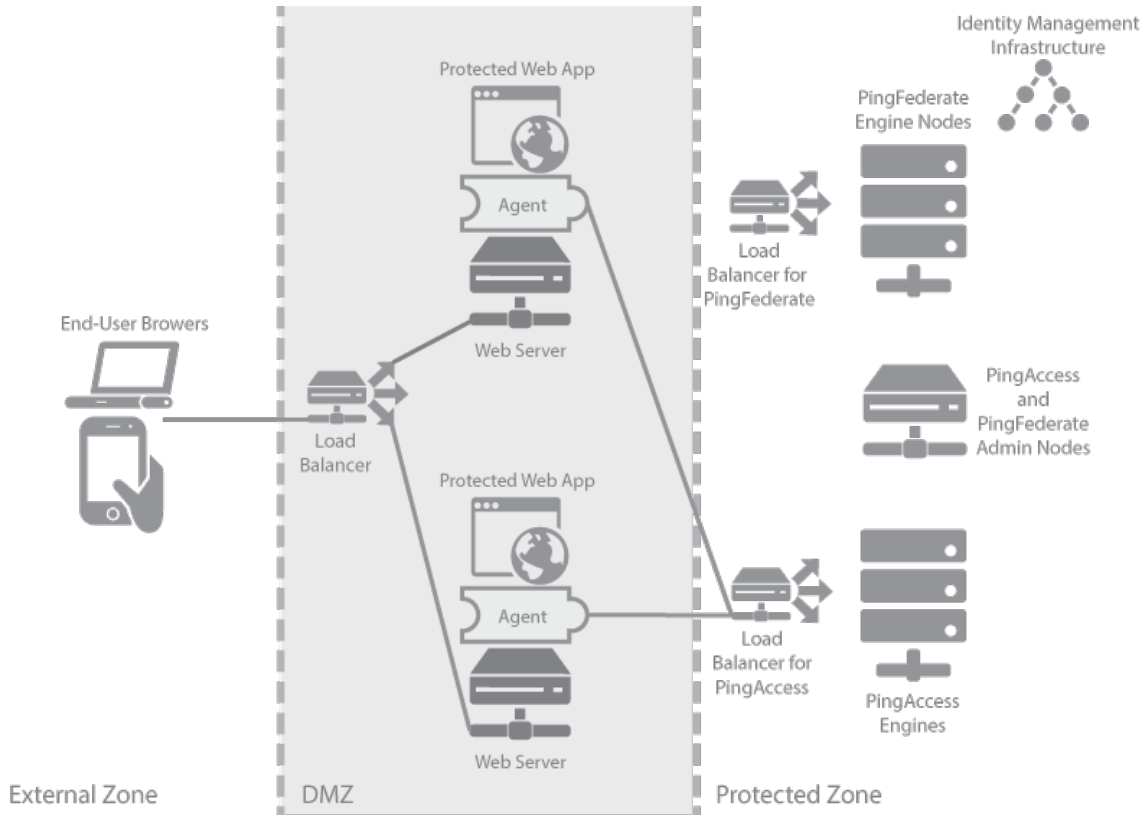 Identity Management
Infrastructure
Protected Web App
PingFederate
Engine Nodes
Agent
Load
Balancer for
PingFederate
End-User Browers
Web Server
PingAccess
and
PingFederate
Admin Nodes
Load
Balancer
Protected Web App
Agent
Load
Balancer for
PingAccess
PingAccess
Engines
Web Server
External Zone
DMZ
Protected Zone